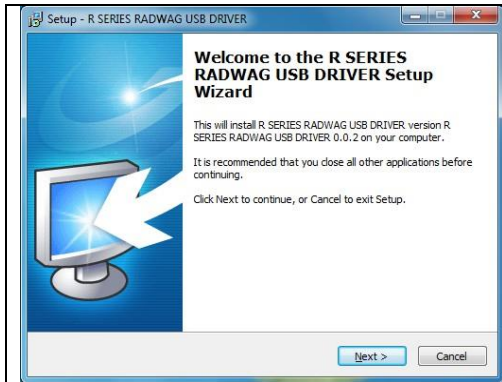 Setup - R SERIES RADWAG USB DRIVER
Welcome to the R SERIES
RADWAG USB DRIVER Setup
Wizard
This will install R SERIES RADWAG USB DRIVER version R
SERIES RADWAG USB DRIVER 0.0.2 on your computer.
It is recommended that you close all other applications before
continuing.
Click Next to continue, or Cancel to exit Setup.
Next >
Cancel